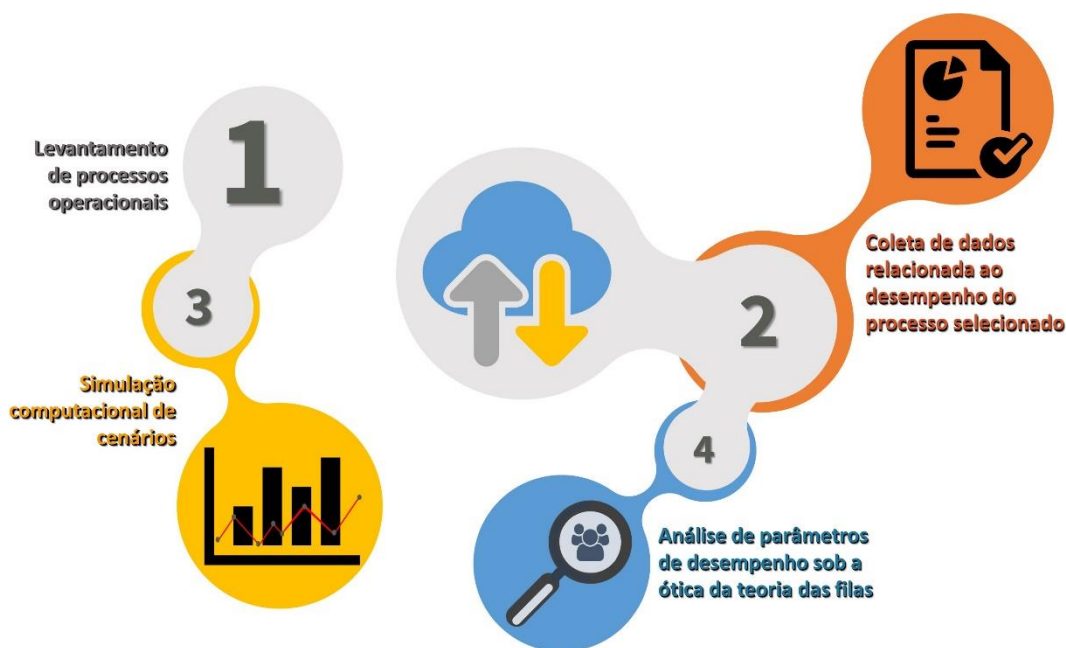 1
Levantamento
de processos
operacionais
2
Coleta de dados
relacionada ao
desempenho do
processo selecionado
3
Simulação
computacional de
cenários
4
Análise de parâmetros
de desempenho sob a
ótica da teoria das filas